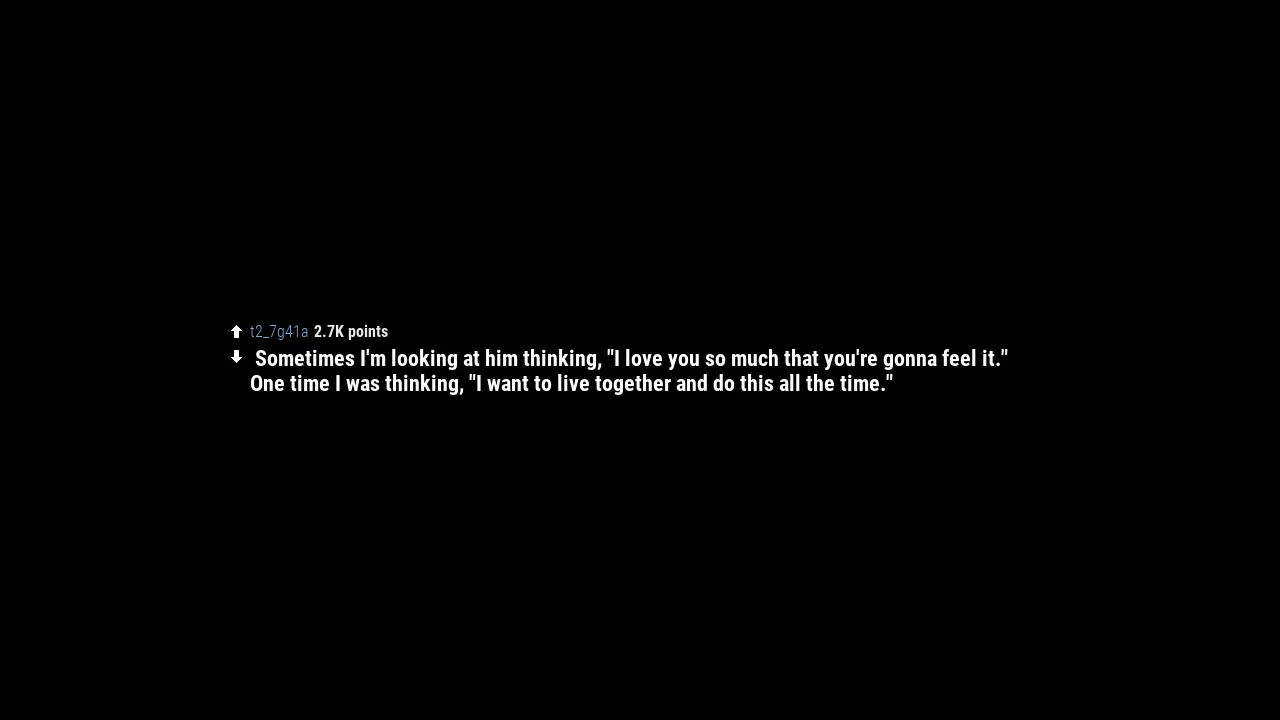 t2_7g41a 2.7K points
Sometimes I'm looking at him thinking, "I love you so much that you're gonna feel it."
One time I was thinking, "I want to live together and do this all the time."